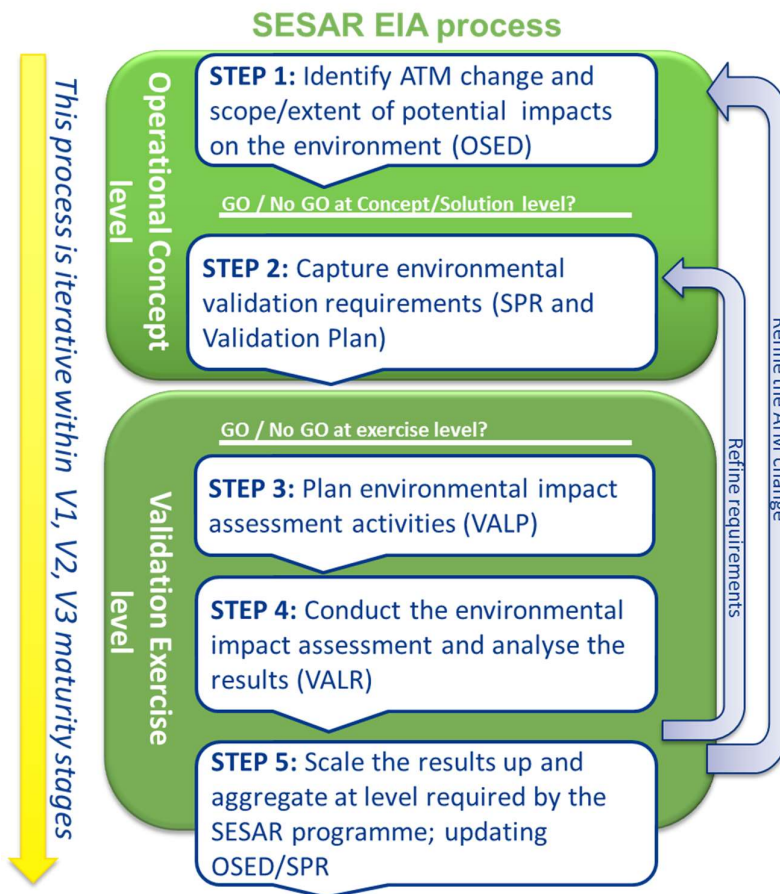 SESAR EIA process
This process is iterative within V1, V2, V3 maturity stages
Operational Concept
level
STEP 1: Identify ATM change and
scope/extent of potential impacts
on the environment (OSED)
GO / No GO at Concept/Solution level?
STEP 2: Capture environmental
validation requirements (SPR and
Validation Plan)
Validation Exercise
level
GO / No GO at exercise level?
STEP 3: Plan environmental impact
assessment activities (VALP)
STEP 4: Conduct the environmental
impact assessment and analyse the
results (VALR)
STEP 5: Scale the results up and
aggregate at level required by the
SESAR programme; updating
OSED/SPR
Refine requirements
Refine the ATM change